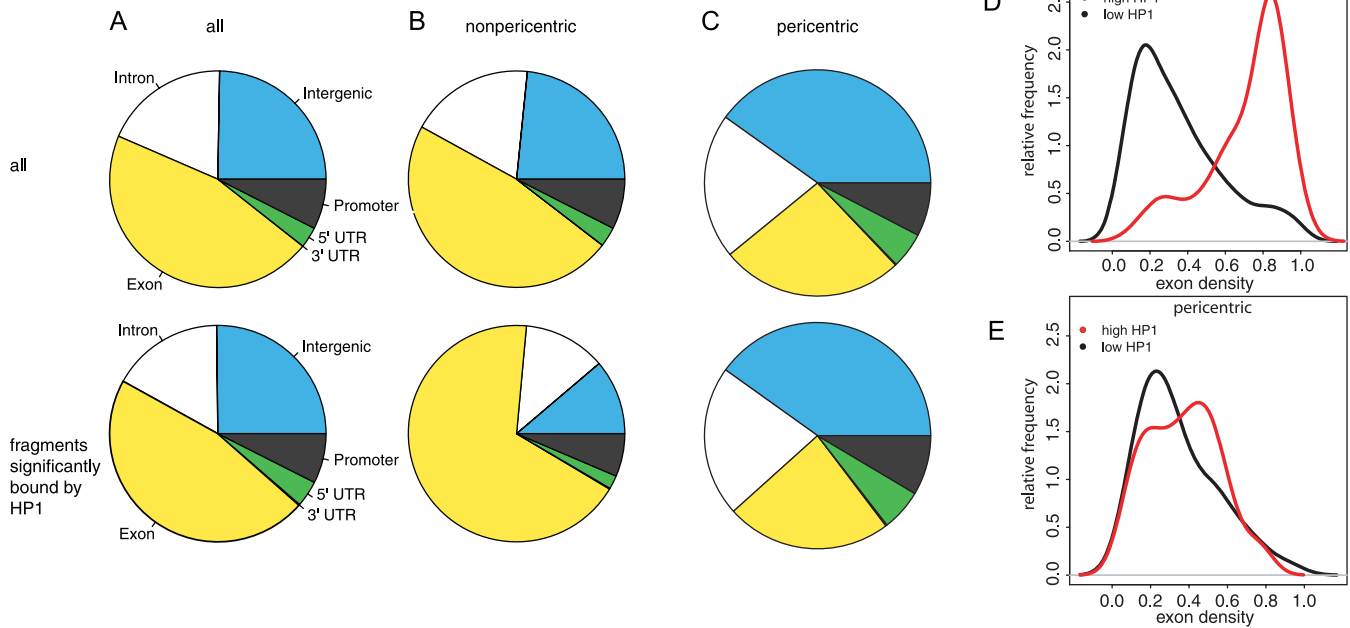 A
all
B
nonpericentric
C
pericentric
D
Intron
Intergenic
all
Promoter
5' UTR
3' UTR
Exon
Intron
Intergenic
fragments
significantly
bound by
HP1
Promoter
5' UTR
3' UTR
Exon
high HP1
low HP1
relative frequency
2.5
2.0
1.5
1.0
0.5
0.0
0.0 0.2 0.4 0.6 0.8 1.0
exon density
E
pericentric
high HP1
low HP1
relative frequency
2.5
2.0
1.5
1.0
0.5
0.0
0.0 0.2 0.4 0.6 0.8 1.0
exon density